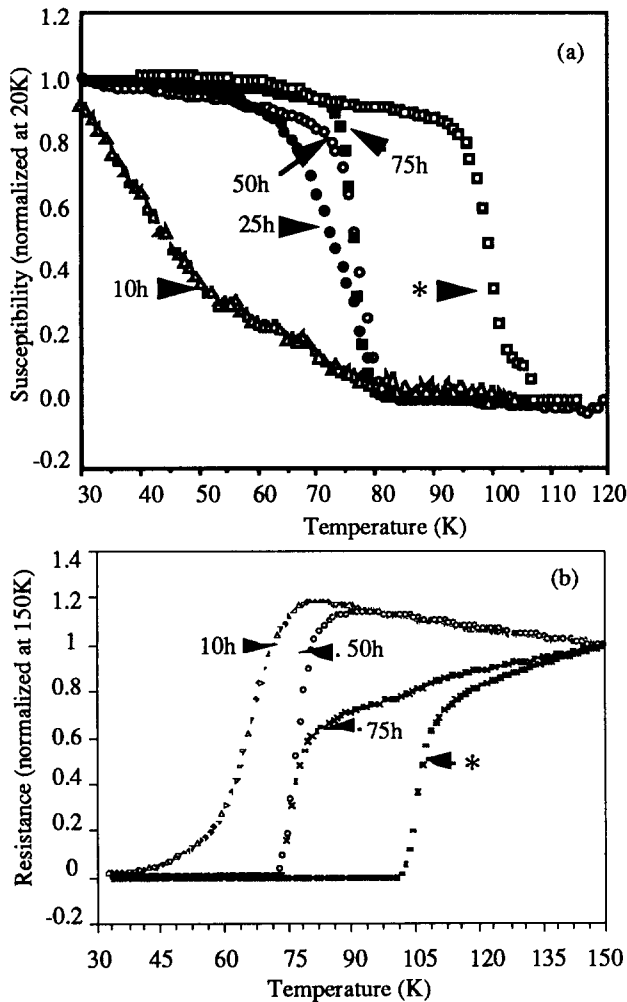 1.2
(a)
1.0
0.8
0.6
0.4
0.2
0.0
-0.2
Susceptibility (normalized at 20K)
75h
50h
25h
10h
*
30 40 50 60 70 80 90 100 110 120
Temperature (K)
1.4
(b)
1.2
1
0.8
0.6
0.4
0.2
0
-0.2
Resistance (normalized at 150K)
10h
50h
75h
*
30 45 60 75 90 105 120 135 150
Temperature (K)